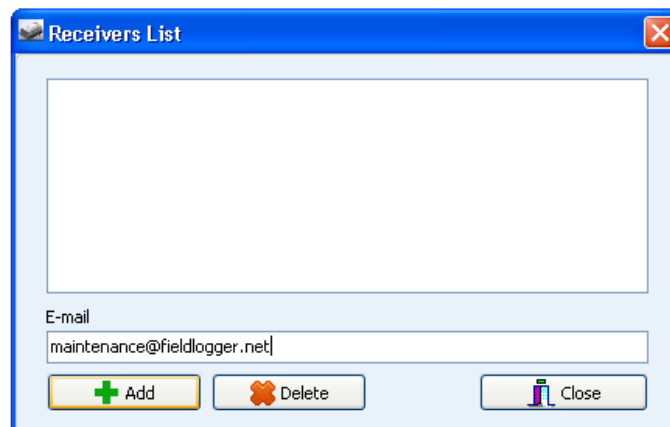 Receivers List
E-mail
maintenance@fieldlogger.net
Add Delete Close